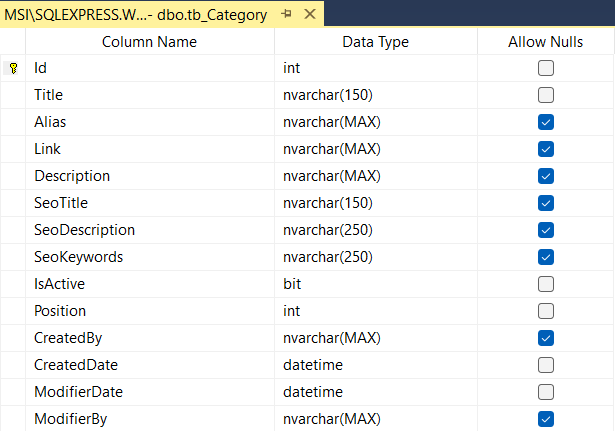 MSI\SQLEXPRESS.W...- dbo.tb_Category
Column Name Data Type Allow Nulls
Id int
Title nvarchar(150)
Alias nvarchar(MAX)
Link nvarchar(MAX)
Description nvarchar(MAX)
SeoTitle nvarchar(150)
SeoDescription nvarchar(250)
SeoKeywords nvarchar(250)
IsActive bit
Position int
CreatedBy nvarchar(MAX)
CreatedDate datetime
ModifierDate datetime
ModifierBy nvarchar(MAX)